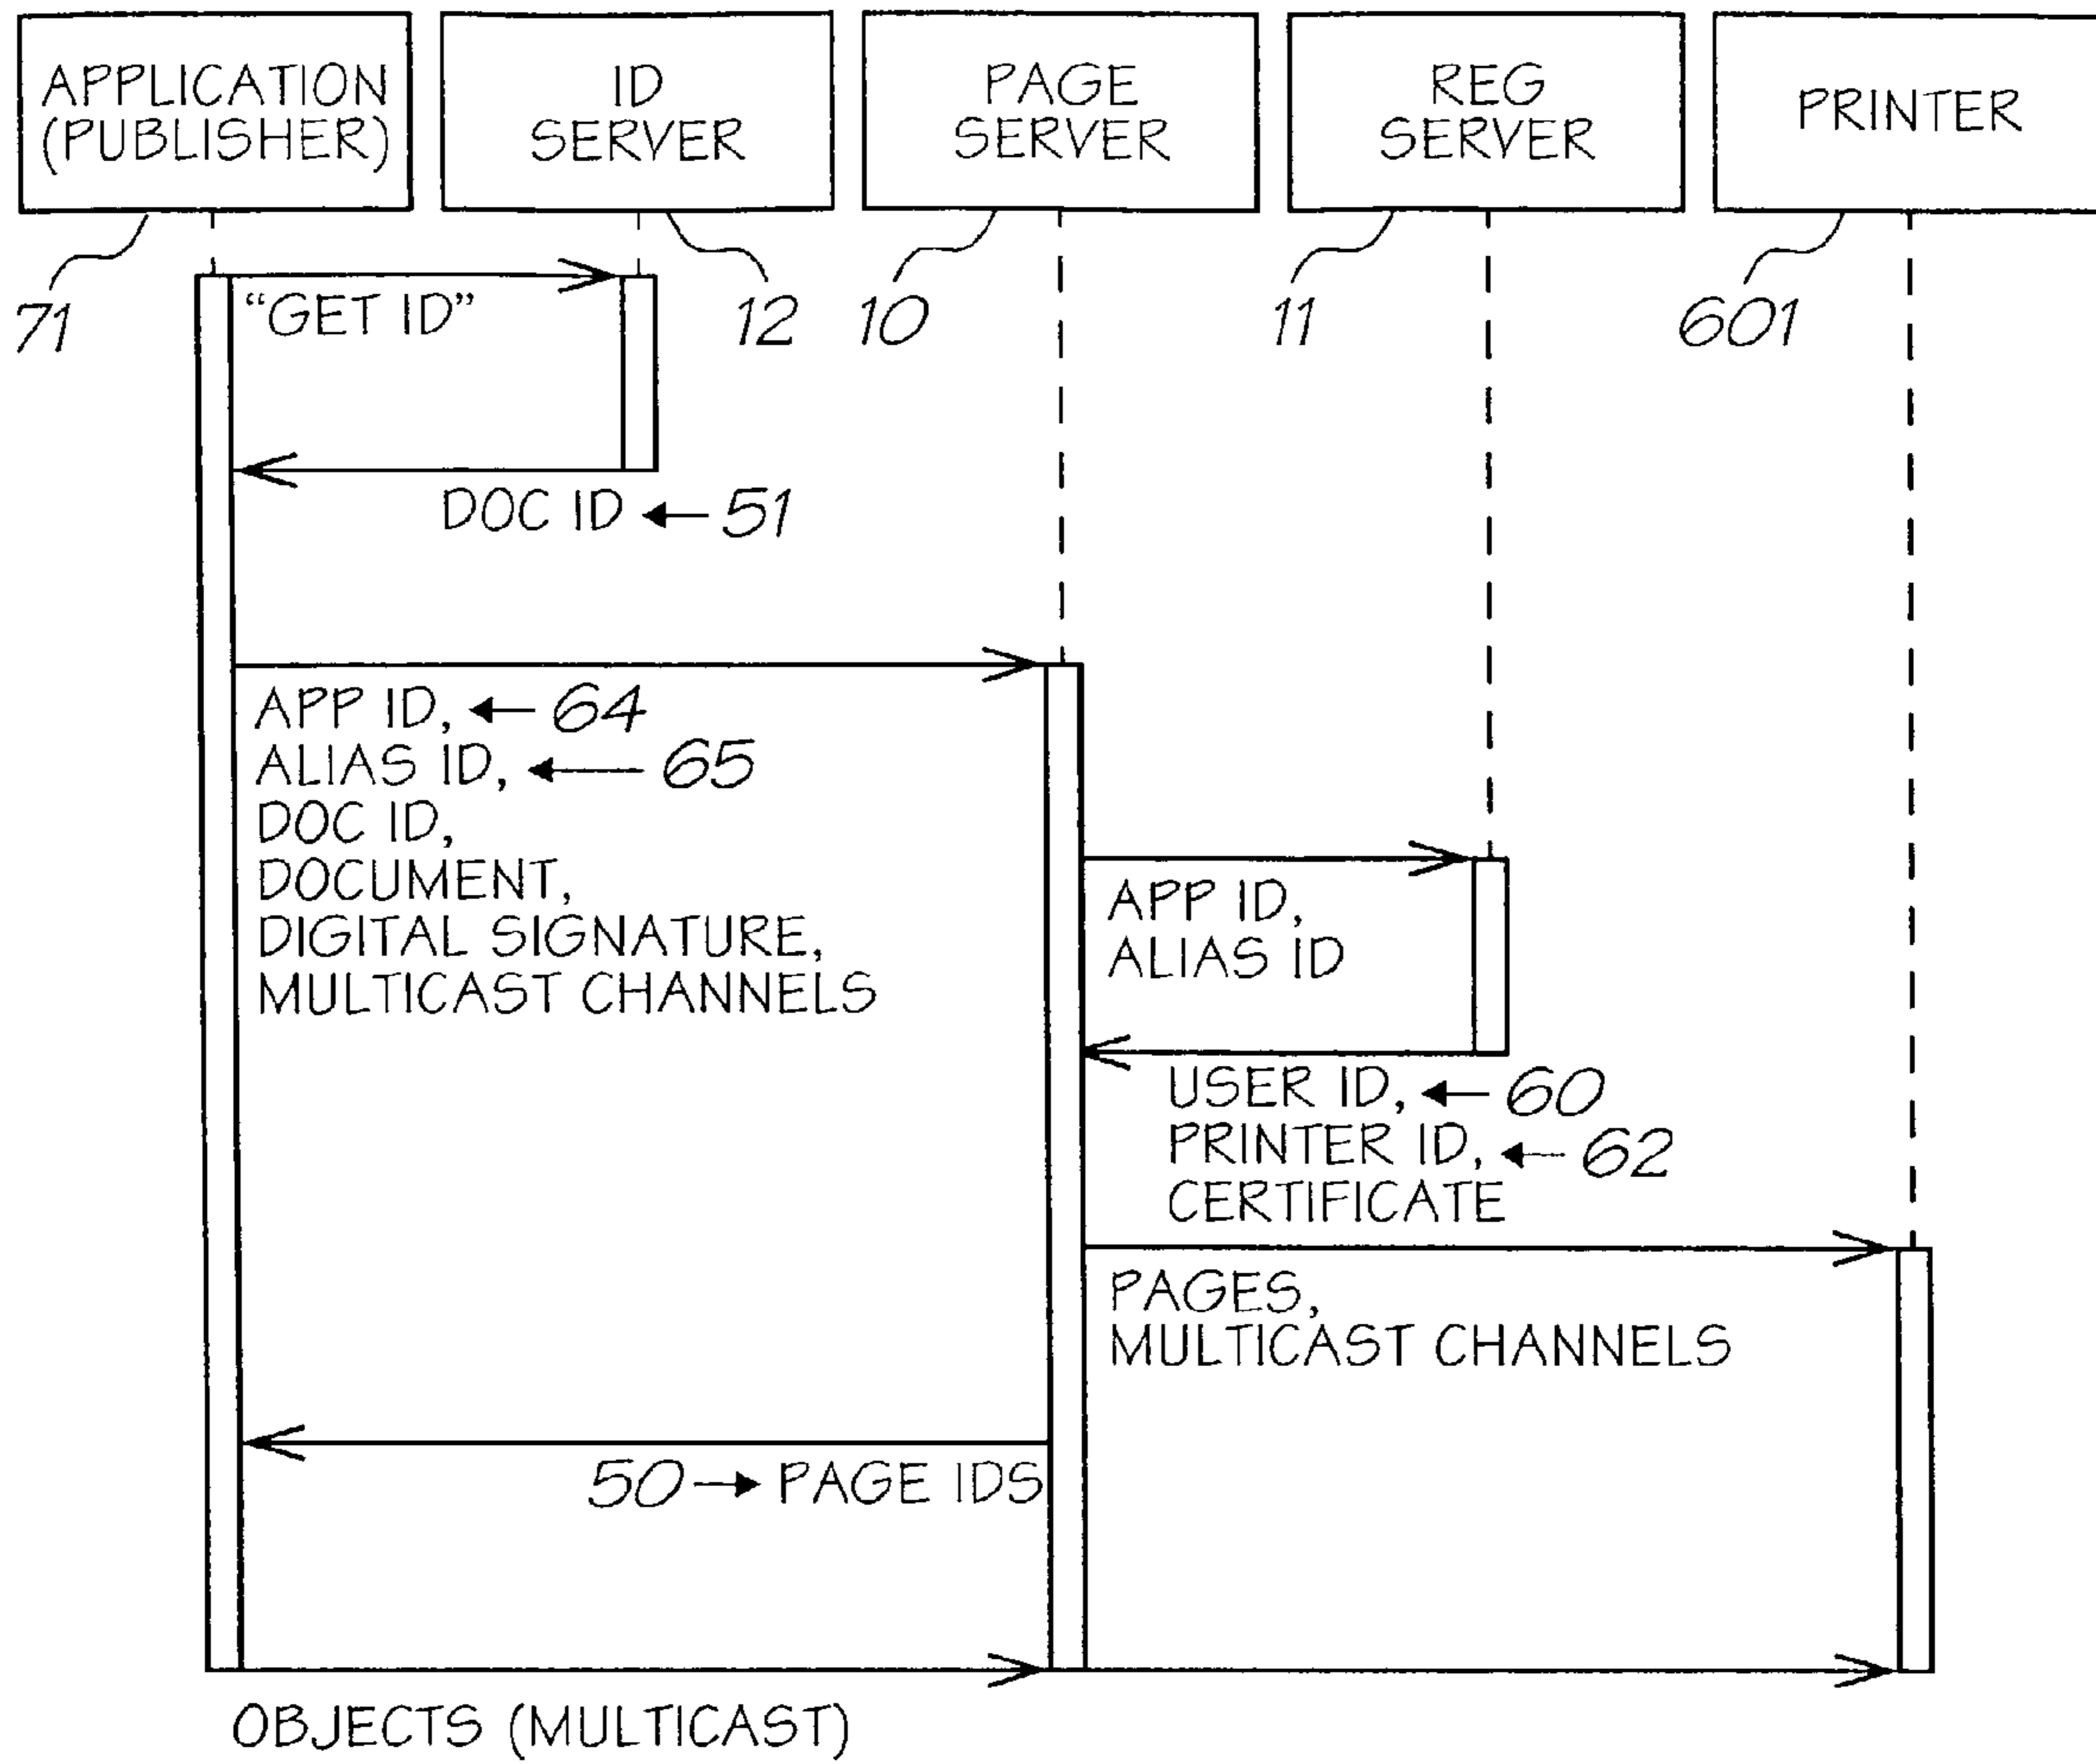 APPLICATION
(PUBLISHER)
ID
SERVER
PAGE
SERVER
REG
SERVER
PRINTER
71
12
10
11
601
“GET ID”
DOC ID
51
APP ID,
64
ALIAS ID,
65
DOC ID,
DOCUMENT,
DIGITAL SIGNATURE,
MULTICAST CHANNELS
APP ID,
ALIAS ID
USER ID,
60
PRINTER ID,
62
CERTIFICATE
PAGES,
MULTICAST CHANNELS
50
PAGE IDS
OBJECTS (MULTICAST)